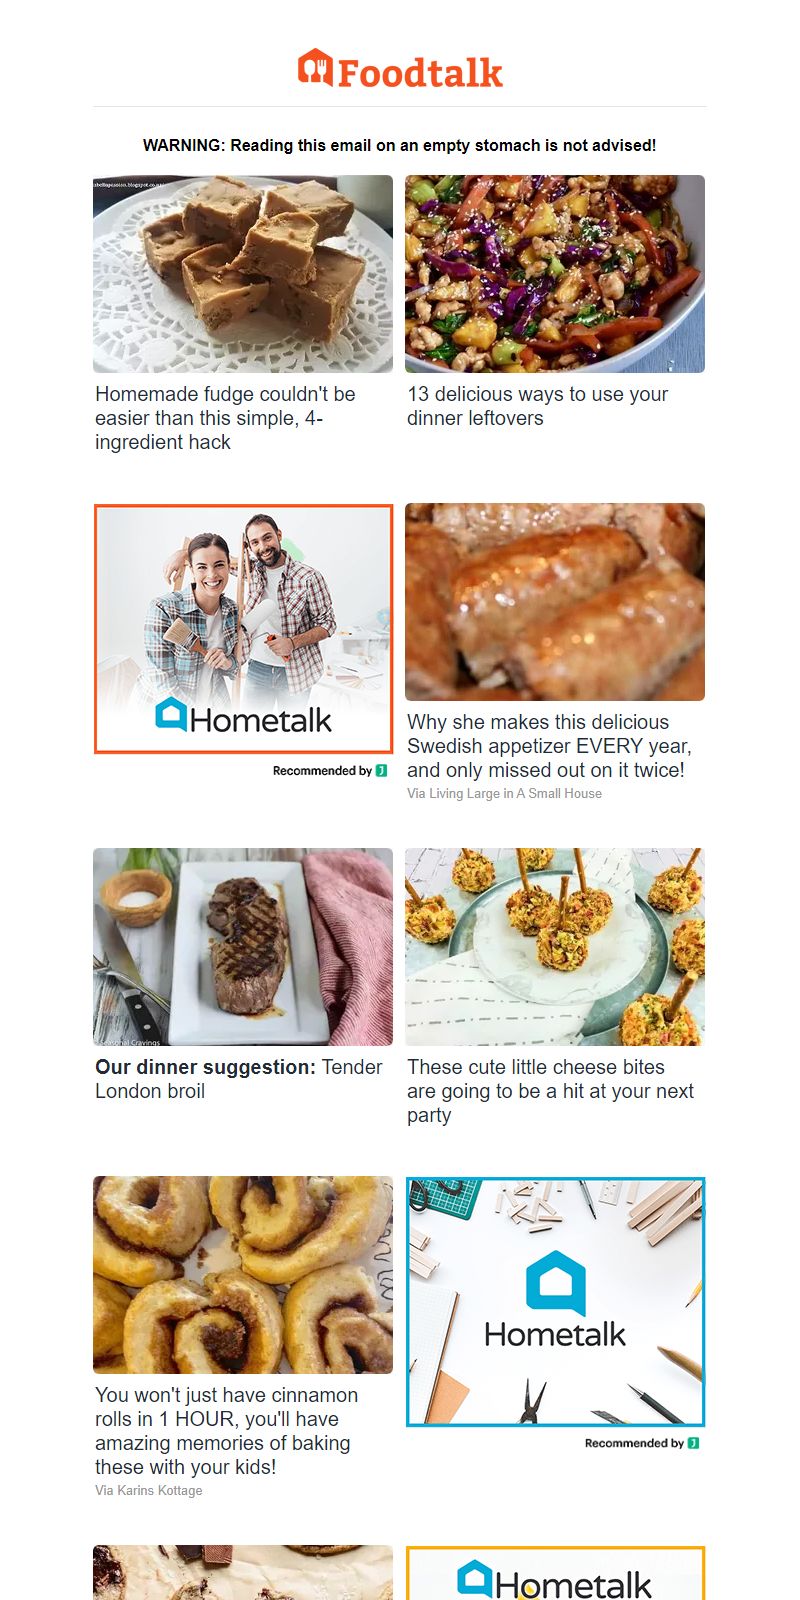 Foodtalk
WARNING: Reading this email on an empty stomach is not advised!
Homemade fudge couldn't be
easier than this simple, 4-
ingredient hack
13 delicious ways to use your
dinner leftovers
Hometalk
Recommended by
Why she makes this delicious
Swedish appetizer EVERY year,
and only missed out on it twice!
Via Living Large in A Small House
Seasonal Cravings
Our dinner suggestion: Tender
London broil
These cute little cheese bites
are going to be a hit at your next
party
You won't just have cinnamon
rolls in 1 HOUR, you'll have
amazing memories of baking
these with your kids!
Via Karins Kottage
Hometalk
Recommended by
Hometalk